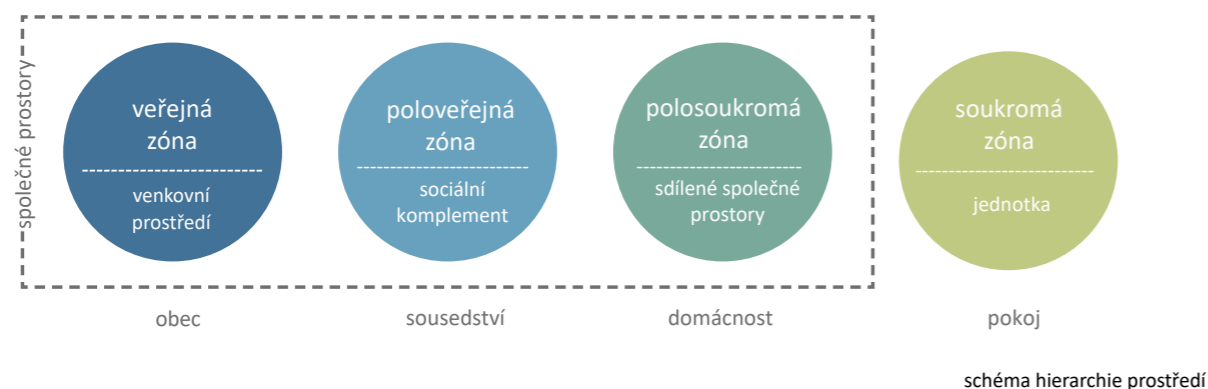 společné prostory
veřejná
zóna
venkovní
prostředí
poloveřejná
zóna
sociální
komplement
polosoukromá
zóna
sdílené společné
prostory
soukromá
zóna
jednotka
obec
sousedství
domácnost
pokoj
schéma hierarchie prostředí